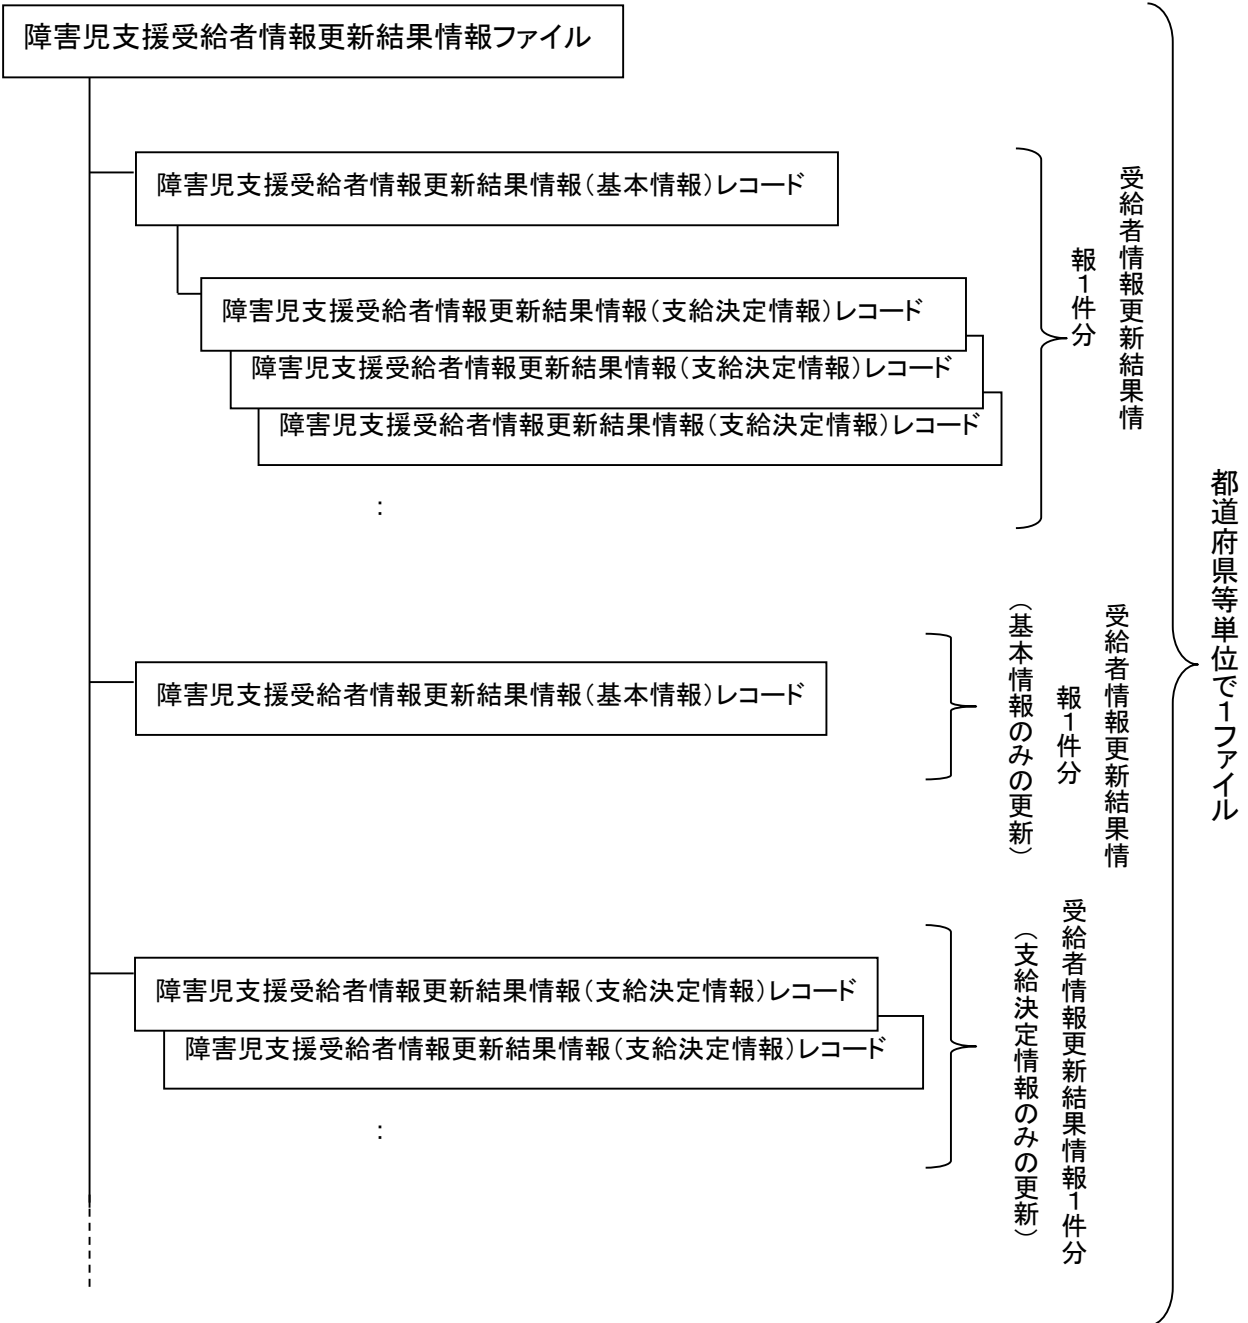 障害児支援受給者情報更新結果情報ファイル
障害児支援受給者情報更新結果情報（基本情報）レコード
障害児支援受給者情報更新結果情報（支給決定情報）レコード
障害児支援受給者情報更新結果情報（支給決定情報）レコード
障害児支援受給者情報更新結果情報（支給決定情報）レコード
：
受給者情報更新結果情
報１件分
障害児支援受給者情報更新結果情報（基本情報）レコード
受給者情報更新結果情
報１件分
（基本情報のみの更新）
障害児支援受給者情報更新結果情報（支給決定情報）レコード
障害児支援受給者情報更新結果情報（支給決定情報）レコード
：
受給者情報更新結果情報１件分
（支給決定情報のみの更新）
都道府県等単位で１ファイル